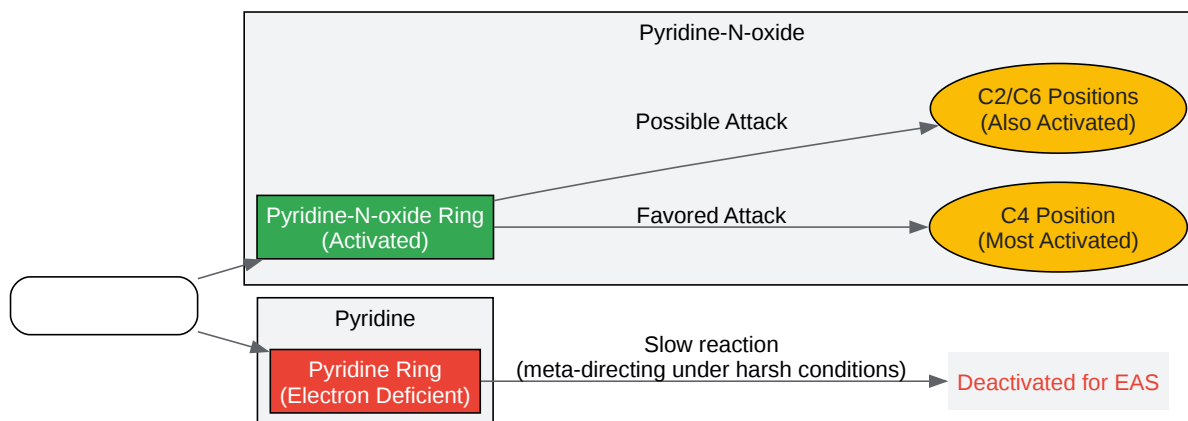 Pyridine-N-oxide
C2/C6 Positions
(Also Activated)
Possible Attack
Pyridine-N-oxide Ring
(Activated)
Favored Attack
C4 Position
(Most Activated)
Pyridine
Pyridine Ring
(Electron Deficient)
Slow reaction
(meta-directing under harsh conditions)
Deactivated for EAS